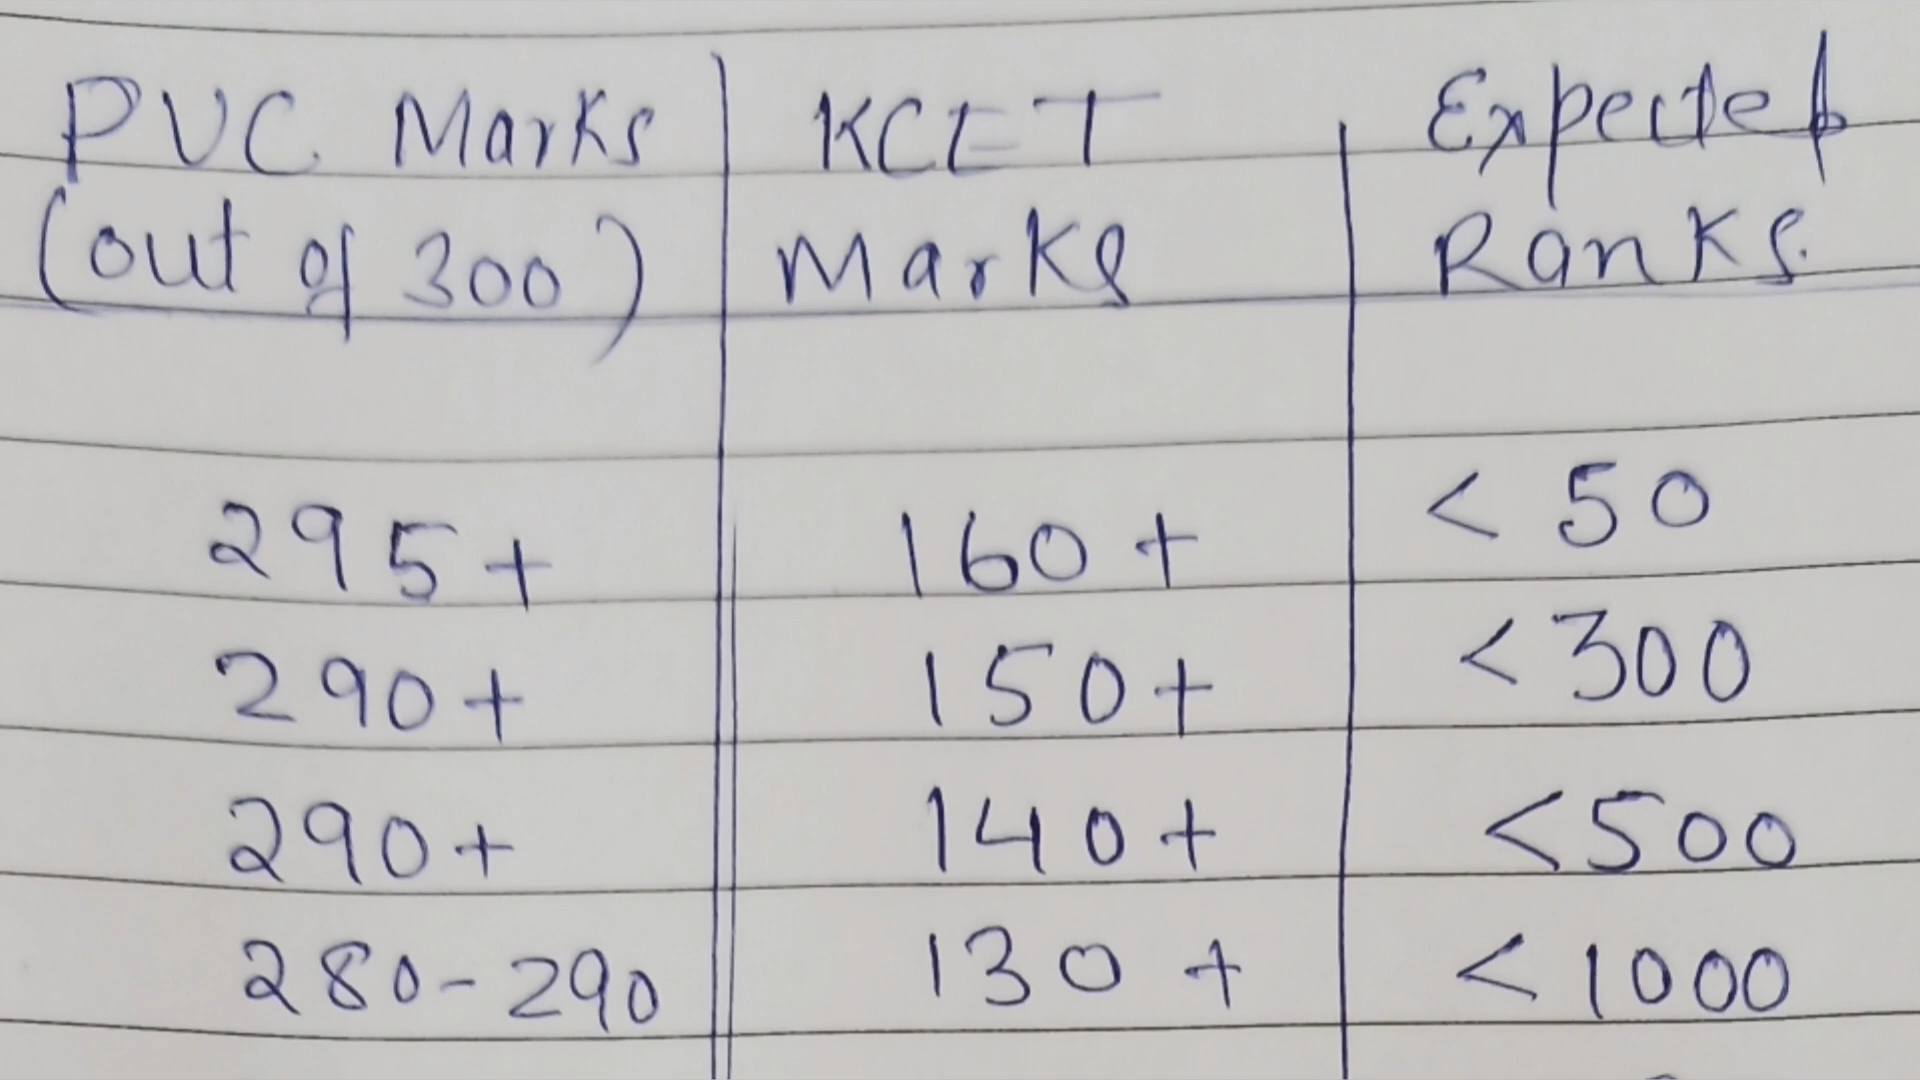 PUC Marks | KCET | Expected
(out of 300) | Marks | Ranks.
295+ | 160+ | < 50
290+ | 150+ | < 300
290+ | 140+ | < 500
280-290 | 130+ | < 1000